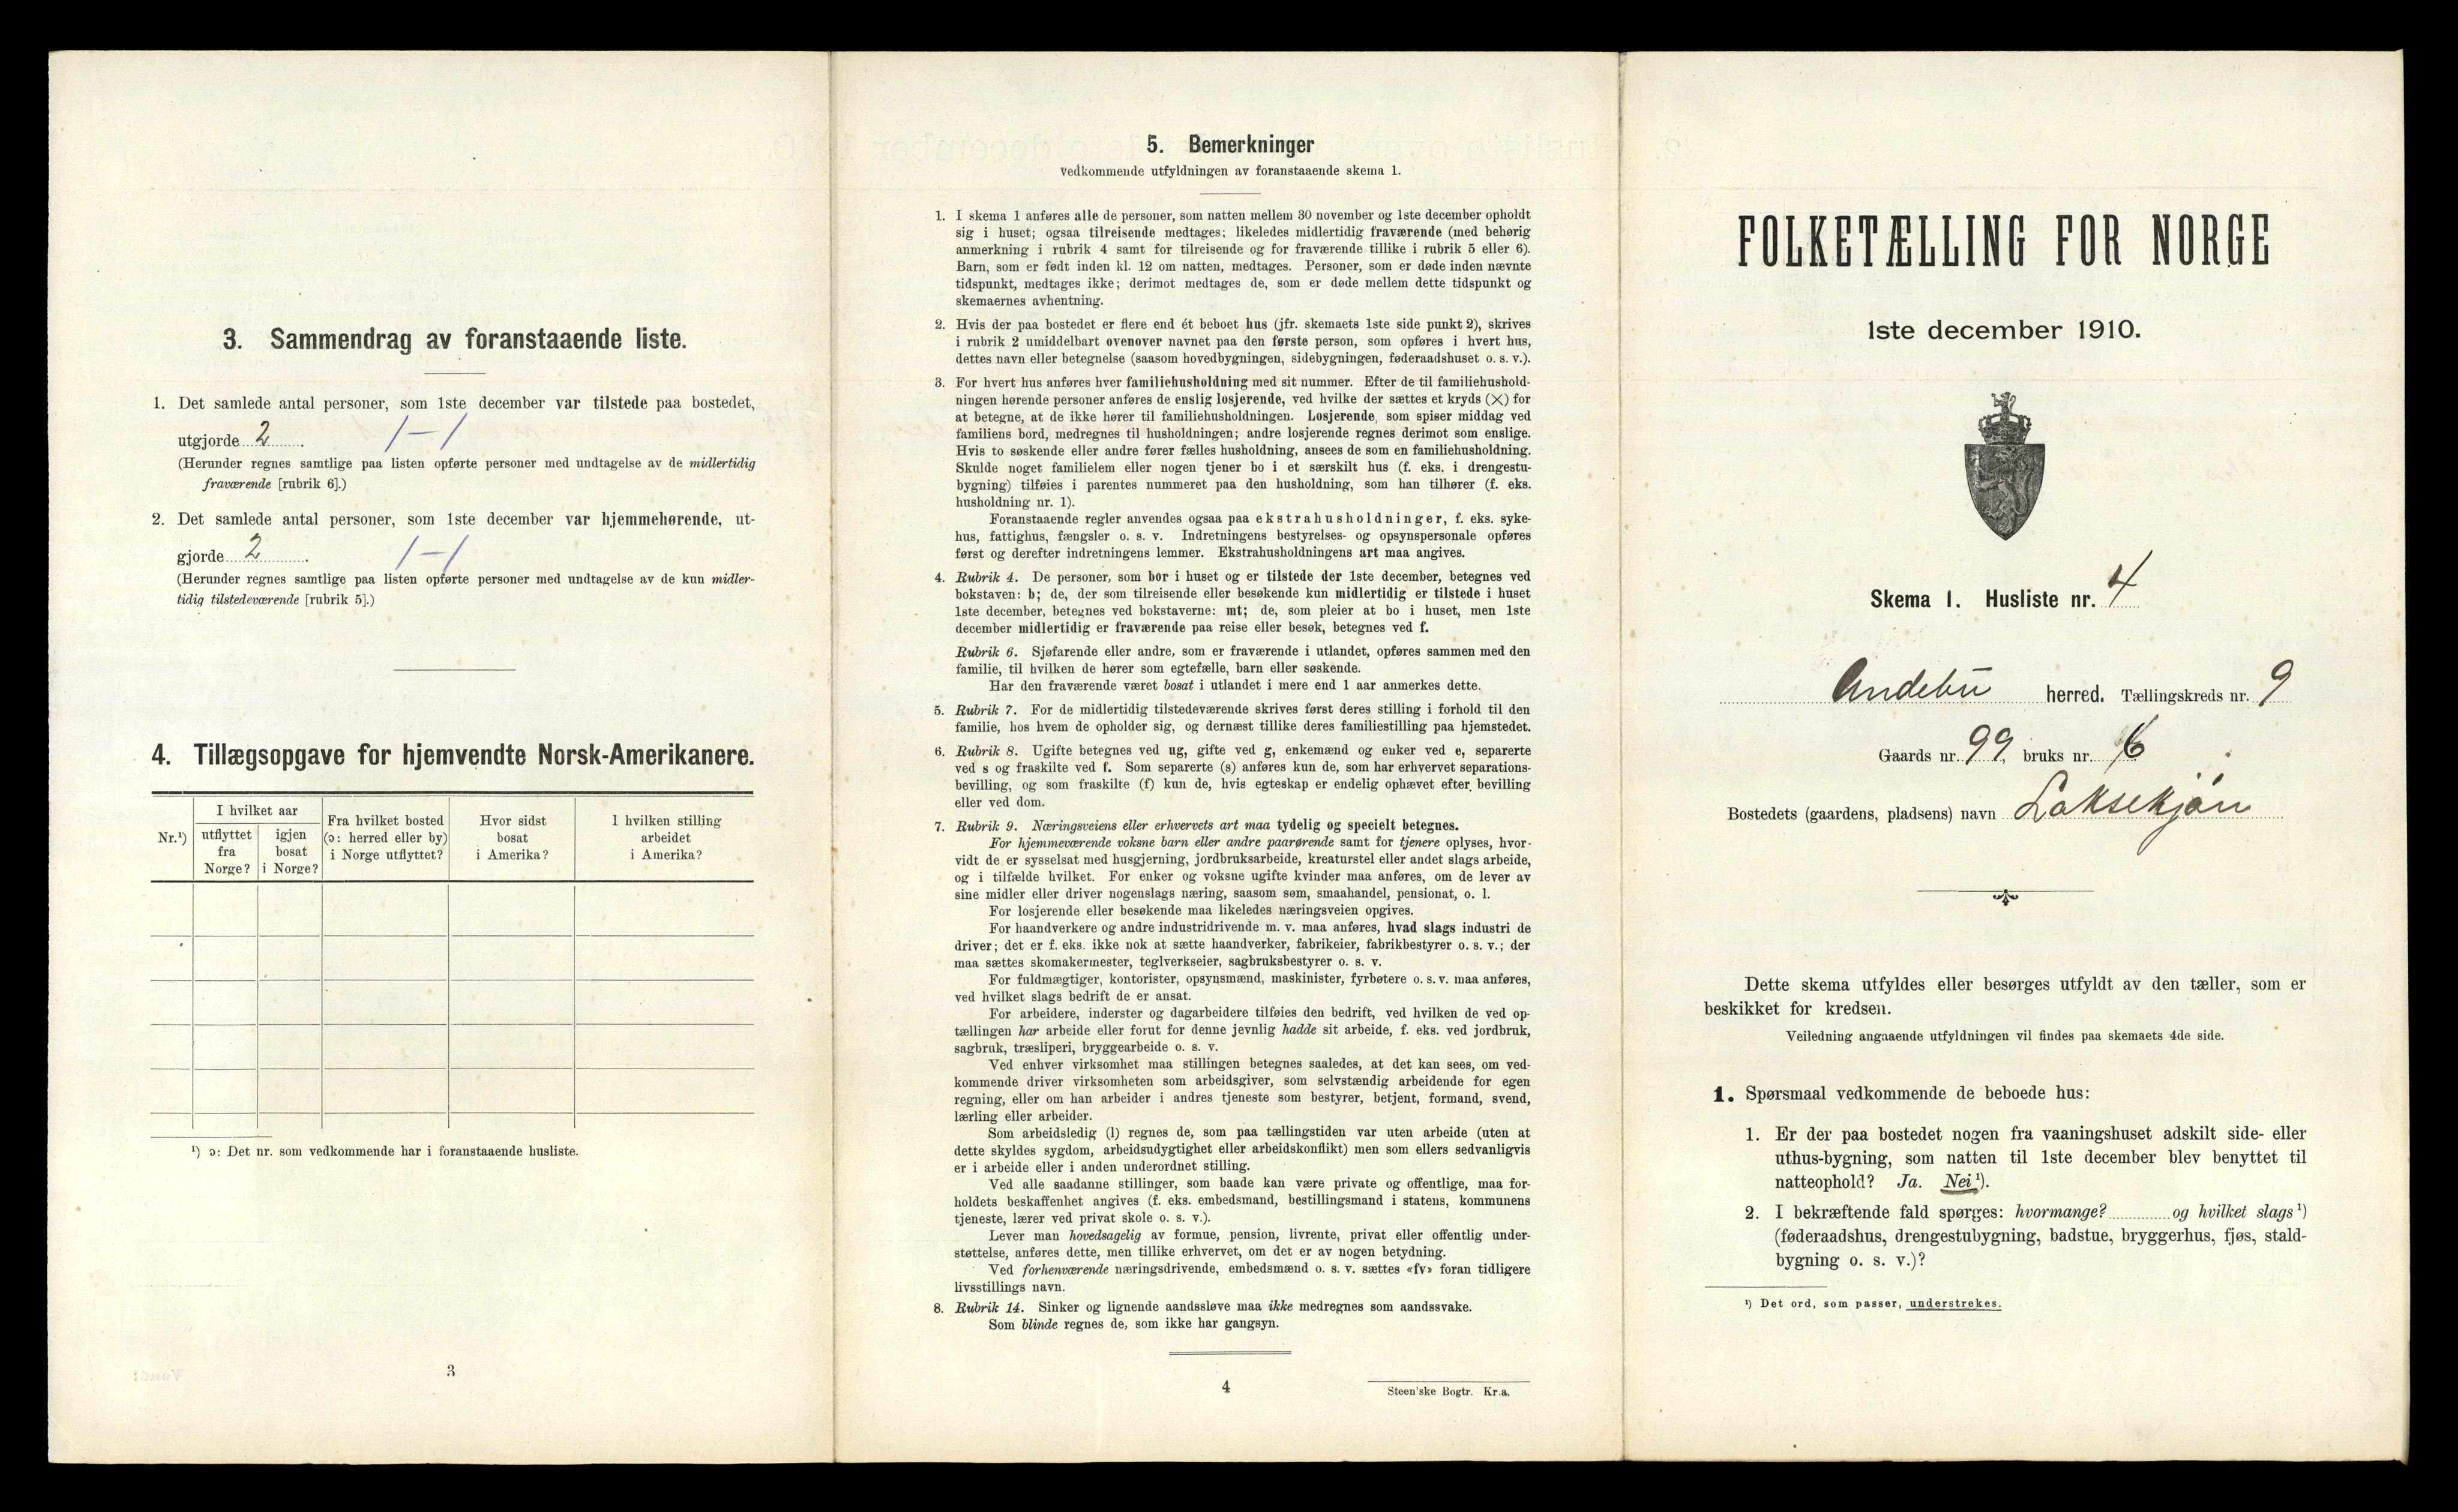 3. Sammendrag av foranstaaende liste.
1. Det samlede antal personer, som 1ste december var tilstede paa bostedet,
utgjorde 2. 1-1
(Herunder regnes samtlige paa listen opførte personer med undtagelse av de midlertidig
fraværende [rubrik 6].)
2. Det samlede antal personer, som 1ste december var hjemmehørende, ut-
gjorde 2. 1-1
(Herunder regnes samtlige paa listen opførte personer med undtagelse av de kun midler-
tidig tilstedeværende [rubrik 5].)
4. Tillægsopgave for hjemvendte Norsk-Amerikanere.
Nr.¹)
I hvilket aar
utflyttet
fra
Norge?
igjen
bosat
i Norge?
Fra hvilket bosted
(ɔ: herred eller by)
i Norge utflyttet?
Hvor sidst
bosat
i Amerika?
I hvilken stilling
arbeidet
i Amerika?
¹) ɔ: Det nr. som vedkommende har i foranstaaende husliste.
3
5. Bemerkninger
vedkommende utfyldningen av foranstaaende skema 1.
1. I skema 1 anføres alle de personer, som natten mellem 30 november og 1ste december opholdt
sig i huset; ogsaa tilreisende medtages; likeledes midlertidig fraværende (med behørig
anmerkning i rubrik 4 samt for tilreisende og for fraværende tillike i rubrik 5 eller 6).
Barn, som er født inden kl. 12 om natten, medtages. Personer, som er døde inden nævnte
tidspunkt, medtages ikke; derimot medtages de, som er døde mellem dette tidspunkt og
skemaernes avhentning.
2. Hvis der paa bostedet er flere end ét beboet hus (jfr. skemaets 1ste side punkt 2), skrives
i rubrik 2 umiddelbart ovenover navnet paa den første person, som opføres i hvert hus,
dettes navn eller betegnelse (saasom hovedbygningen, sidebygningen, føderaadshuset o. s. v.).
3. For hvert hus anføres hver familiehusholdning med sit nummer. Efter de til familiehushold-
ningen hørende personer anføres de enslig losjerende, ved hvilke der sættes et kryds (×) for
at betegne, at de ikke hører til familiehusholdningen. Losjerende, som spiser middag ved
familiens bord, medregnes til husholdningen; andre losjerende regnes derimot som enslige.
Hvis to søskende eller andre fører fælles husholdning, ansees de som en familiehusholdning.
Skulde noget familielem eller nogen tjener bo i et særskilt hus (f. eks. i drengestu-
bygning) tilføies i parentes nummeret paa den husholdning, som han tilhører (f. eks.
husholdning nr. 1).
Foranstaaende regler anvendes ogsaa paa ekstrahusholdninger, f. eks. syke-
hus, fattighus, fængsler o. s. v. Indretningens bestyrelses- og opsynspersonale opføres
først og derefter indretningens lemmer. Ekstrahusholdningens art maa angives.
4. Rubrik 4. De personer, som bor i huset og er tilstede der 1ste december, betegnes ved
bokstaven: b; de, der som tilreisende eller besøkende kun midlertidig er tilstede i huset
1ste december, betegnes ved bokstaverne: mt; de, som pleier at bo i huset, men 1ste
december midlertidig er fraværende paa reise eller besøk, betegnes ved f.
Rubrik 6. Sjøfarende eller andre, som er fraværende i utlandet, opføres sammen med den
familie, til hvilken de hører som egtefælle, barn eller søskende.
Har den fraværende været bosat i utlandet i mere end 1 aar anmerkes dette.
5. Rubrik 7. For de midlertidig tilstedeværende skrives først deres stilling i forhold til den
familie, hos hvem de opholder sig, og dernæst tillike deres familiestilling paa hjemstedet.
6. Rubrik 8. Ugifte betegnes ved ug, gifte ved g, enkemænd og enker ved e, separerte
ved s og fraskilte ved f. Som separerte (s) anføres kun de, som har erhvervet separations-
bevilling, og som fraskilte (f) kun de, hvis egteskap er endelig ophævet efter bevilling
eller ved dom.
7. Rubrik 9. Næringsveiens eller erhvervets art maa tydelig og specielt betegnes.
For hjemmeværende voksne barn eller andre paarørende samt for tjenere oplyses, hvor-
vidt de er sysselsat med husgjerning, jordbruksarbeide, kreaturstel eller andet slags arbeide,
og i tilfælde hvilket. For enker og voksne ugifte kvinder maa anføres, om de lever av
sine midler eller driver nogenslags næring, saasom søm, smaahandel, pensionat, o. l.
For losjerende eller besøkende maa likeledes næringsveien opgives.
For haandverkere og andre industridrivende m. v. maa anføres, hvad slags industri de
driver; det er f. eks. ikke nok at sætte haandverker, fabrikeier, fabrikbestyrer o. s. v.; der
maa sættes skomakermester, teglverkseier, sagbruksbestyrer o. s. v.
For fuldmægtiger, kontorister, opsynsmænd, maskinister, fyrbøtere o. s. v. maa anføres,
ved hvilket slags bedrift de er ansat.
For arbeidere, inderster og dagarbeidere tilføies den bedrift, ved hvilken de ved op-
tællingen har arbeide eller forut for denne jevnlig hadde sit arbeide, f. eks. ved jordbruk,
sagbruk, træsliperi, bryggearbeide o. s. v.
Ved enhver virksomhet maa stillingen betegnes saaledes, at det kan sees, om ved-
kommende driver virksomheten som arbeidsgiver, som selvstændig arbeidende for egen
regning, eller om han arbeider i andres tjeneste som bestyrer, betjent, formand, svend,
lærling eller arbeider.
Som arbeidsledig (l) regnes de, som paa tællingstiden var uten arbeide (uten at
dette skyldes sygdom, arbeidsudygtighet eller arbeidskonflikt) men som ellers sedvanligvis
er i arbeide eller i anden underordnet stilling.
Ved alle saadanne stillinger, som baade kan være private og offentlige, maa for-
holdets beskaffenhet angives (f. eks. embedsmand, bestillingsmand i statens, kommunens
tjeneste, lærer ved privat skole o. s. v.).
Lever man hovedsagelig av formue, pension, livrente, privat eller offentlig under-
støttelse, anføres dette, men tillike erhvervet, om det er av nogen betydning.
Ved forhenværende næringsdrivende, embedsmænd o. s. v. sættes «fv» foran tidligere
livsstillings navn.
8. Rubrik 14. Sinker og lignende aandssløve maa ikke medregnes som aandssvake.
Som blinde regnes de, som ikke har gangsyn.
4
Steen'ske Bogtr. Kr.a.
FOLKETÆLLING FOR NORGE
1ste december 1910.
Skema 1. Husliste nr. 4
Andebu herred. Tællingskreds nr. 9
Gaards nr. 99, bruks nr. 6
Bostedets (gaardens, pladsens) navn Laksekjøn
Dette skema utfyldes eller besørges utfyldt av den tæller, som er
beskikket for kredsen.
Veiledning angaaende utfyldningen vil findes paa skemaets 4de side.
1. Spørsmaal vedkommende de beboede hus:
1. Er der paa bostedet nogen fra vaaningshuset adskilt side- eller
uthus-bygning, som natten til 1ste december blev benyttet til
natteophold? Ja. Nei¹).
2. I bekræftende fald spørges: hvormange? og hvilket slags¹)
(føderaadshus, drengestubygning, badstue, bryggerhus, fjøs, stald-
bygning o. s. v.)?
¹) Det ord, som passer, understrekes.